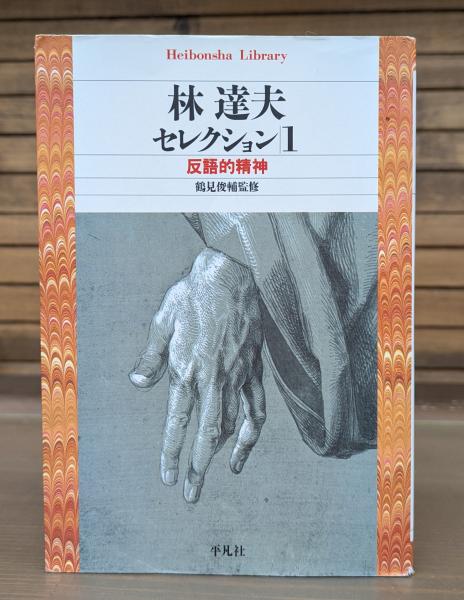 Heibonsha Library
林 達夫
セレクション|1
反語的精神
鶴見俊輔監修
平凡社